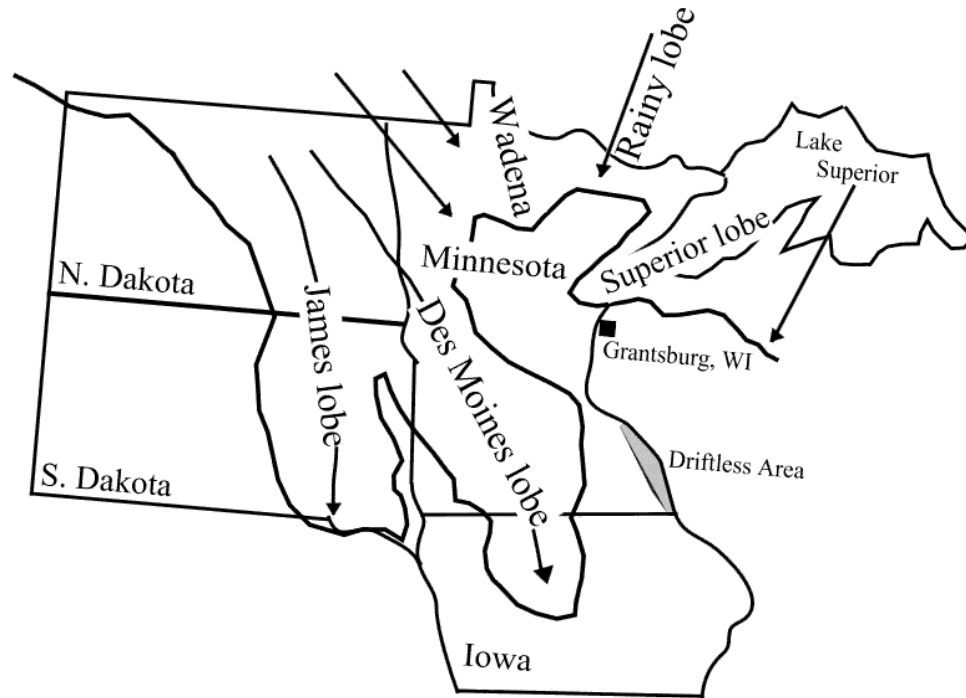 Rainy lobe
Wadena
Lake
Superior
Superior lobe
Minnesota
N. Dakota
James lobe
Des Moines lobe
Grantsburg, WI
Driftless Area
S. Dakota
Iowa